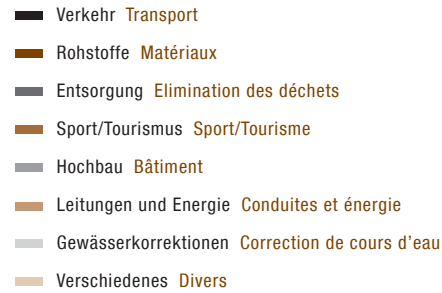 Verkehr Transport
Rohstoffe Matériaux
Entsorgung Elimination des déchets
Sport/Tourismus Sport/Tourisme
Hochbau Bâtiment
Leitungen und Energie Conduites et énergie
Gewässerkorrektionen Correction de cours d'eau
Verschiedenes Divers